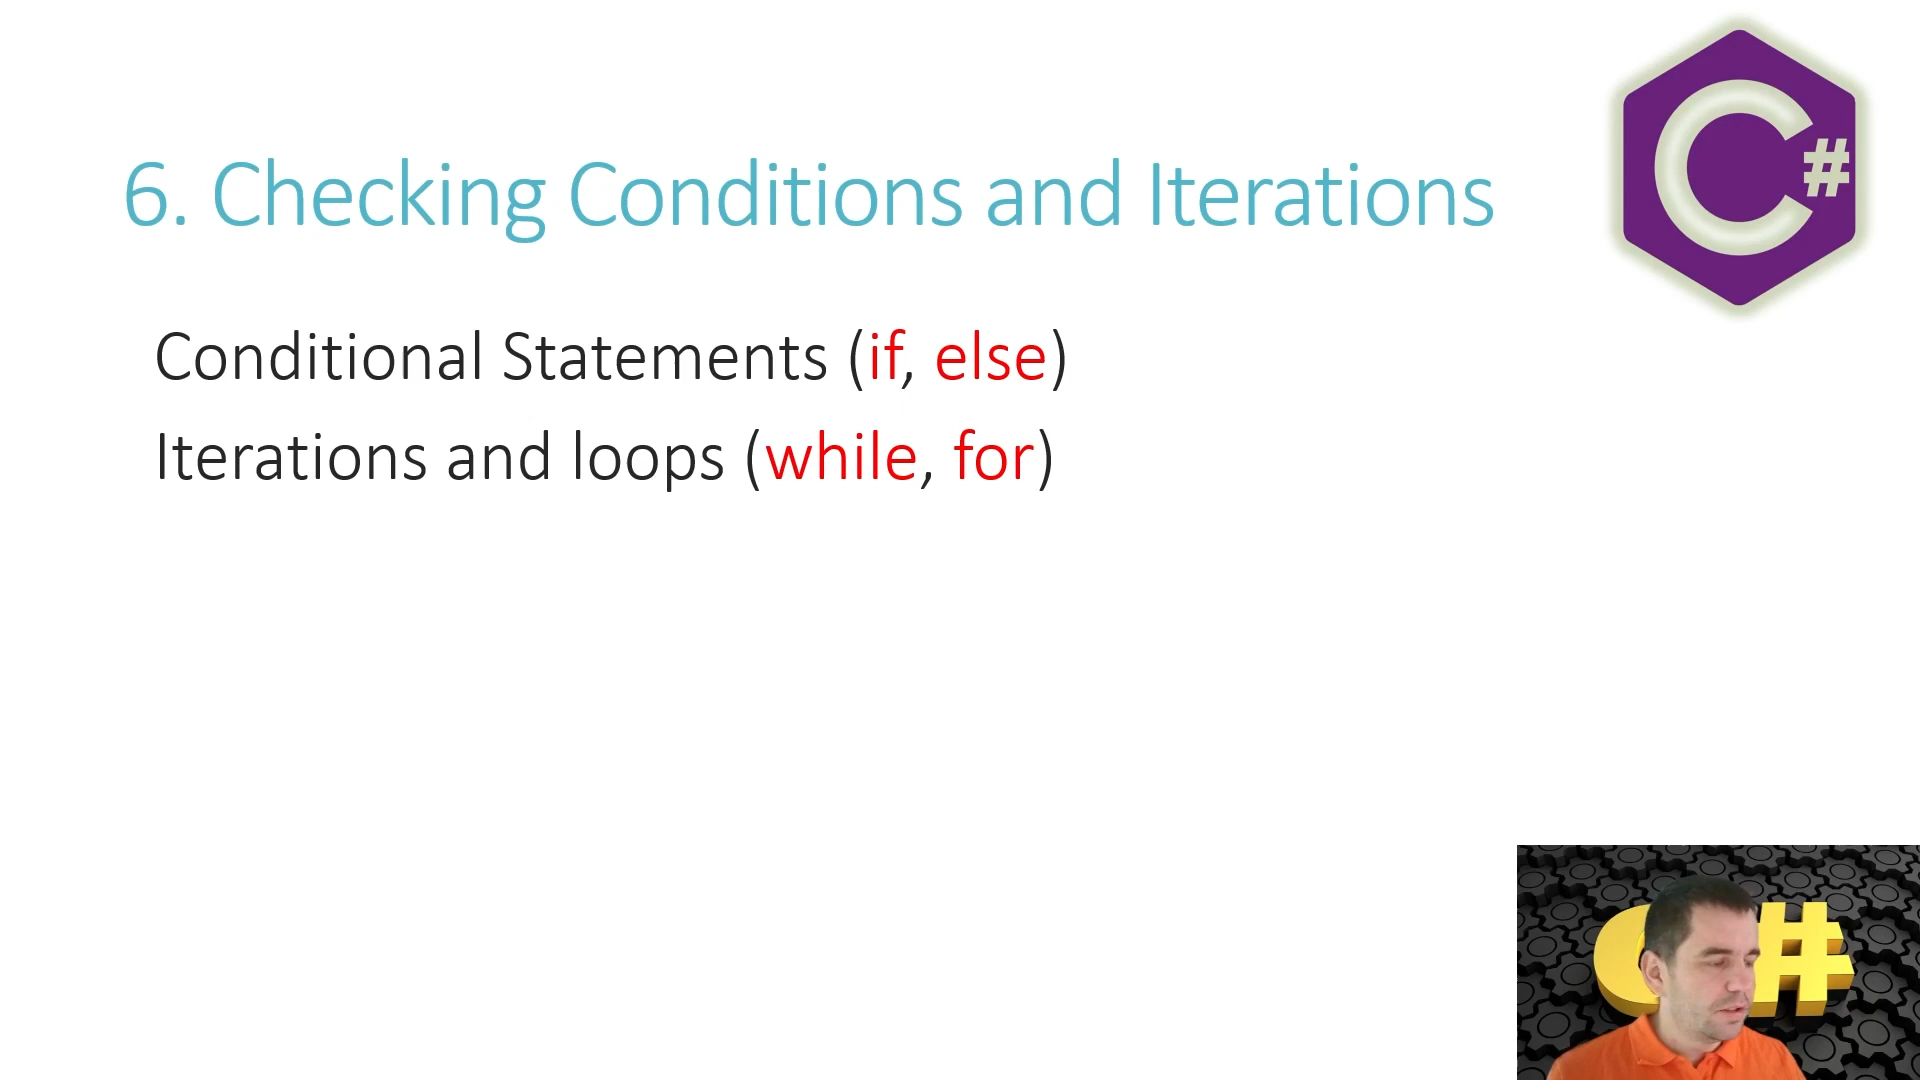 6. Checking Conditions and Iterations
C#
Conditional Statements (if, else)
Iterations and loops (while, for)
#